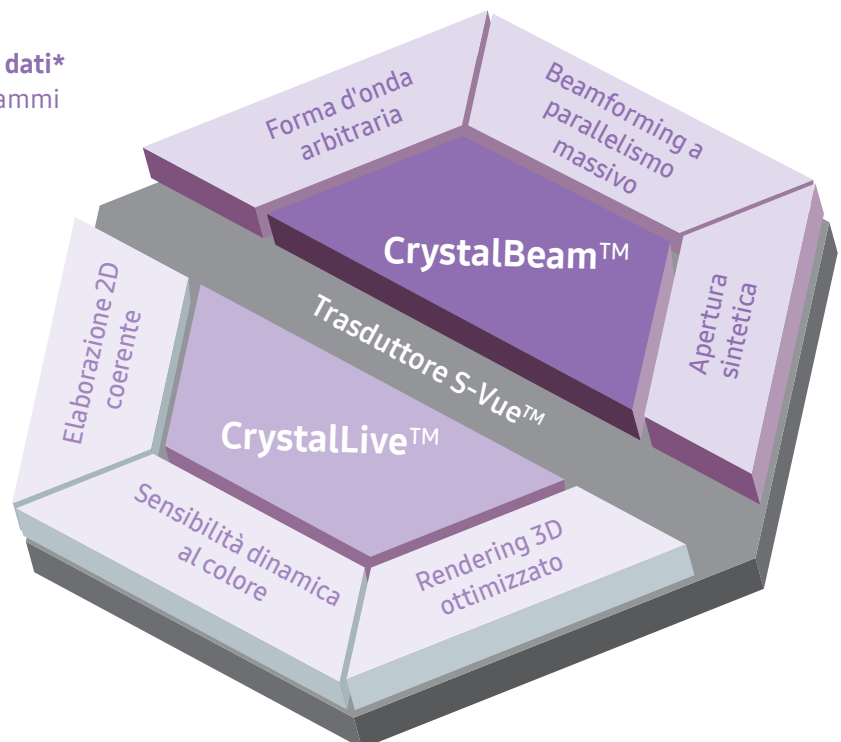 dati*
ammi
Forma d'onda
arbitraria
Beamforming a
parallelismo
massivo
CrystalBeam™
Apertura
sintetica
Trasduttore S-Vue™
Elaborazione 2D
coerente
CrystalLive™
Sensibilità dinamica
al colore
Rendering 3D
ottimizzato